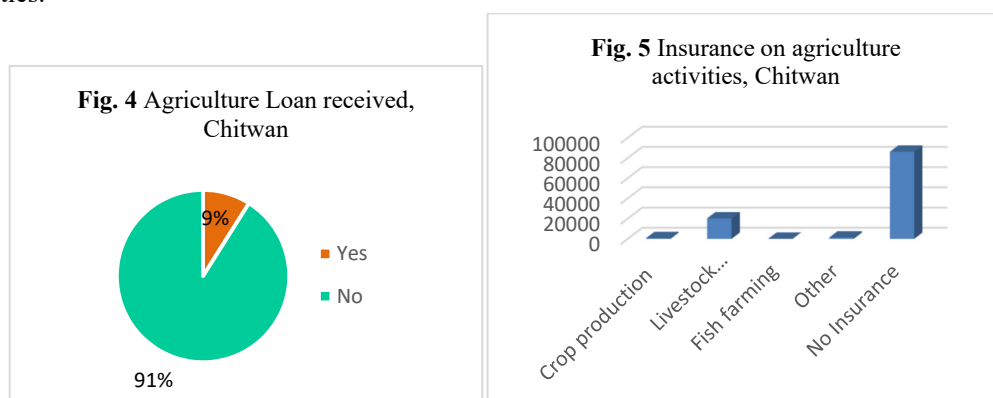 ties.
Fig. 4 Agriculture Loan received,
Chitwan
9%
Yes
No
91%
Fig. 5 Insurance on agriculture
activities, Chitwan
100000
80000
60000
40000
20000
0
Crop production
Livestock...
Fish farming
Other
No Insurance